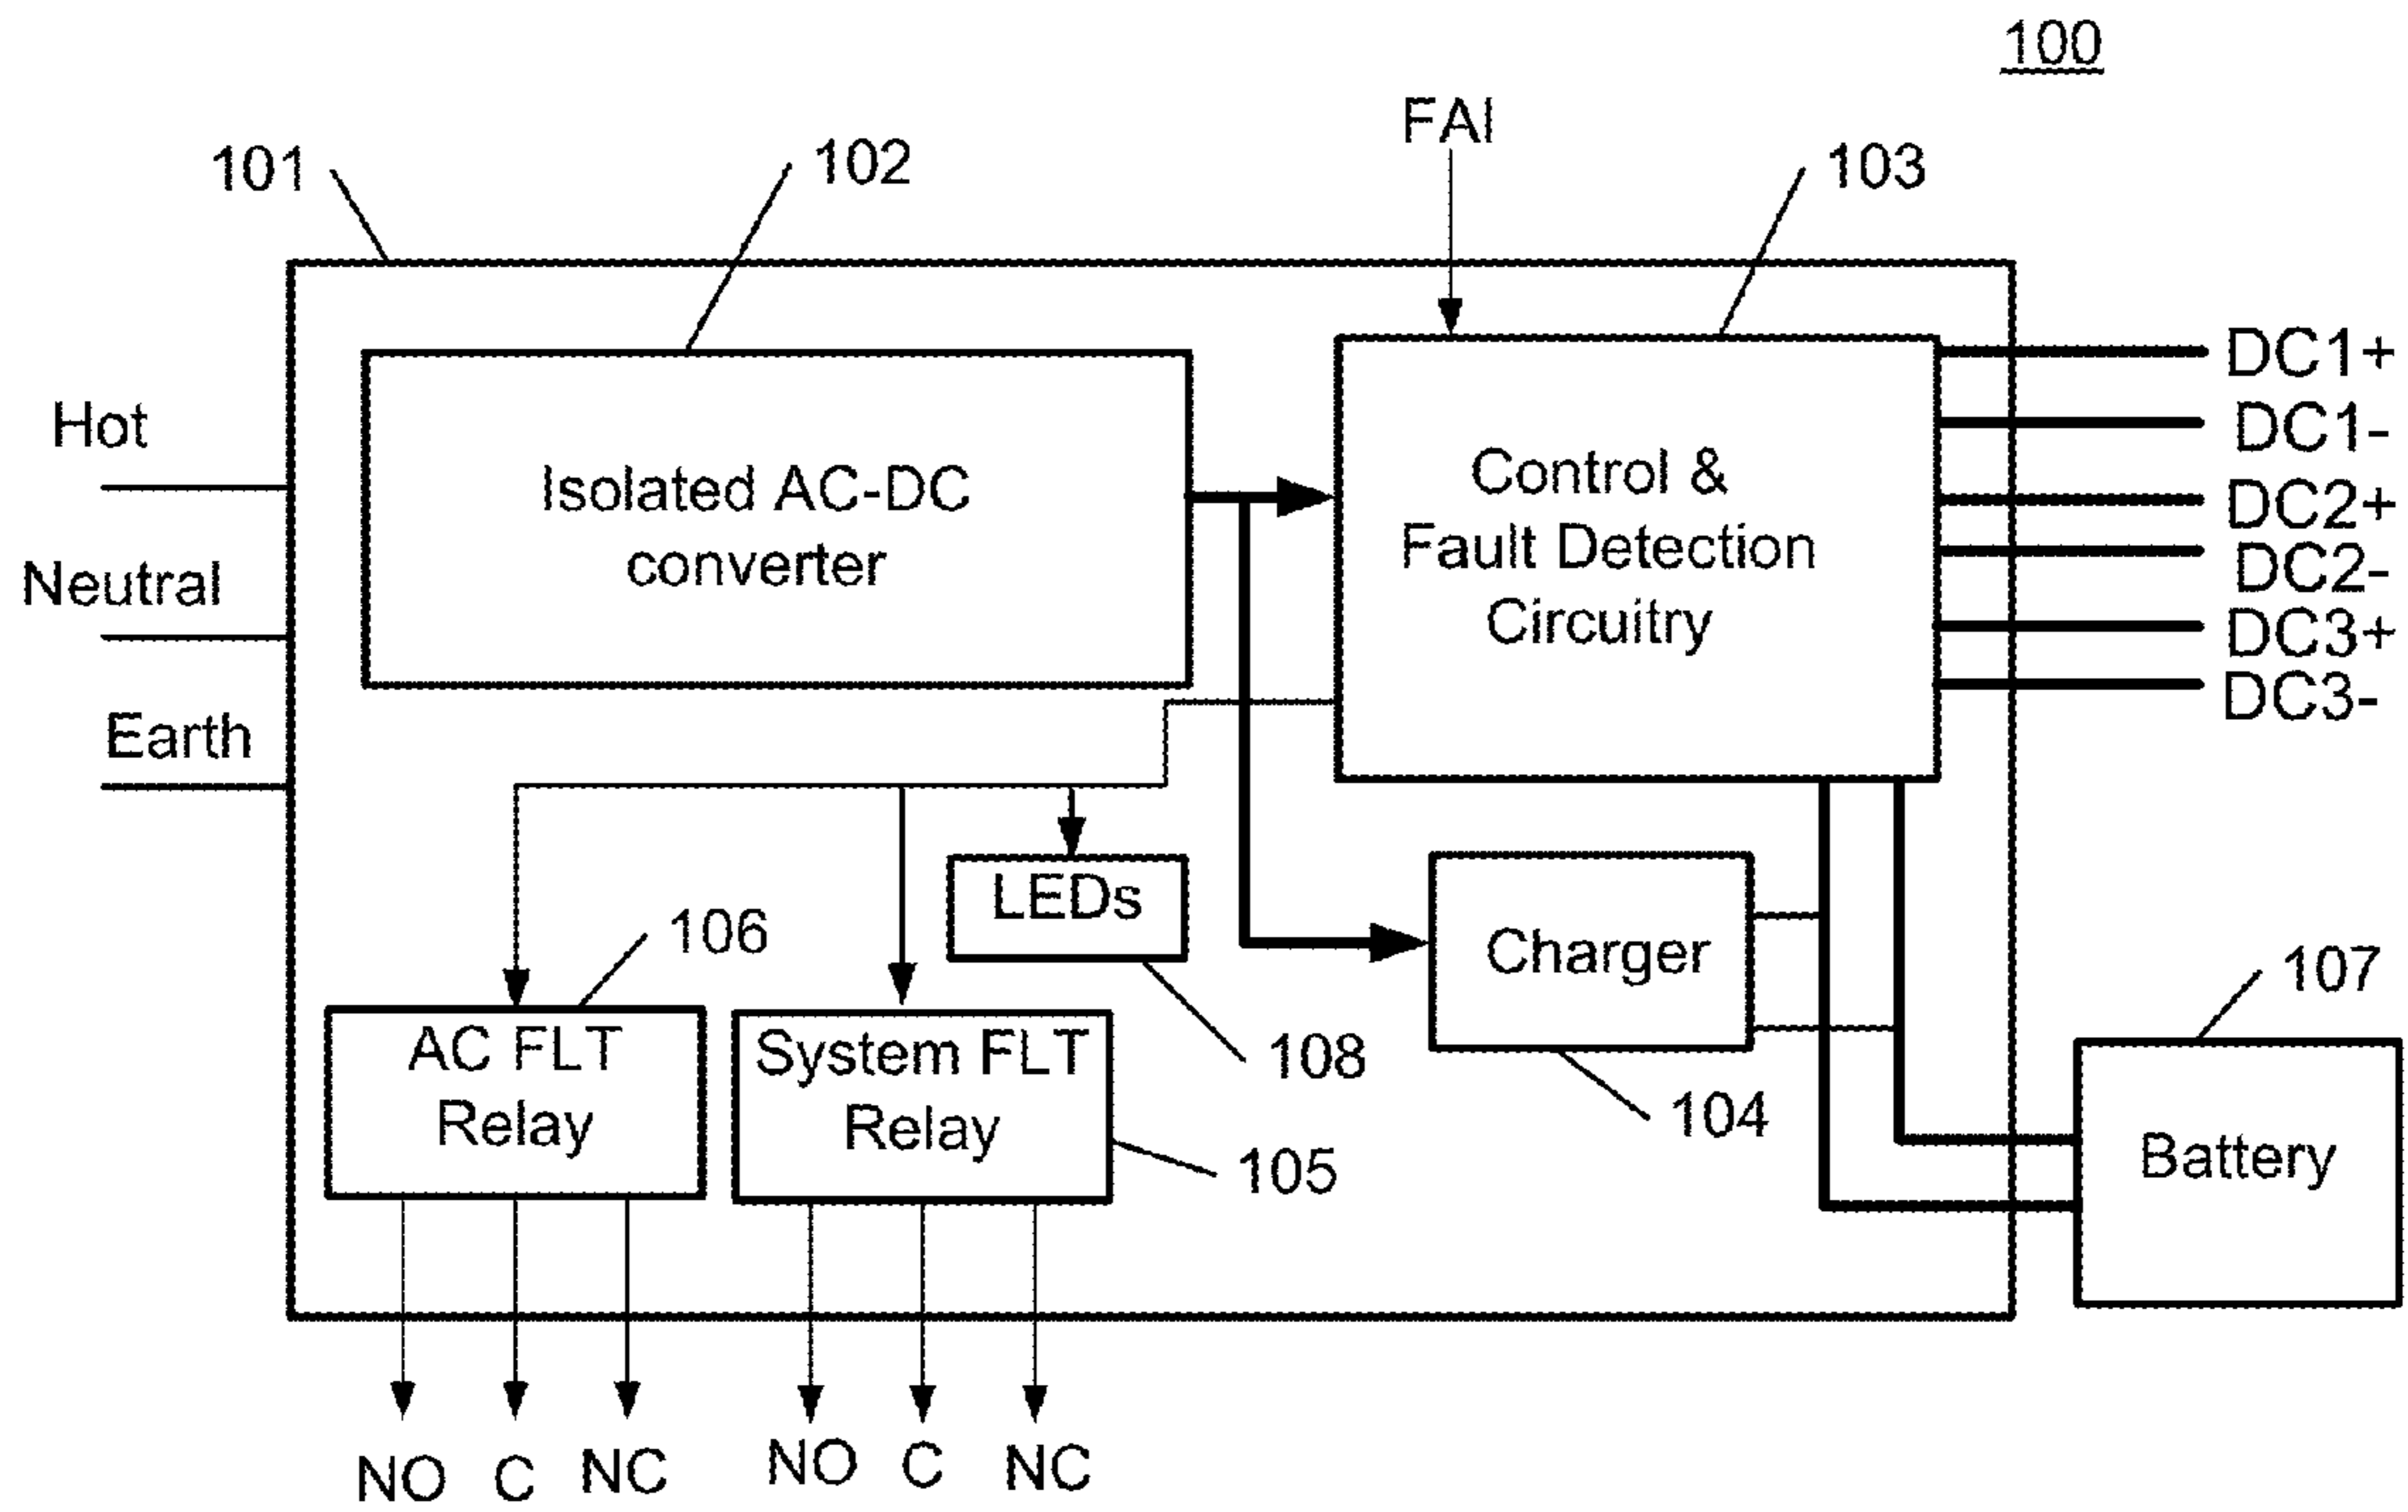 100
FAI
101
102
103
Hot
Neutral
Earth
Isolated AC-DC
converter
Control &
Fault Detection
Circuitry
DC1+
DC1-
DC2+
DC2-
DC3+
DC3-
LEDs
108
Charger
104
106
AC FLT
Relay
System FLT
Relay
105
107
Battery
NO
C
NC
NO
C
NC